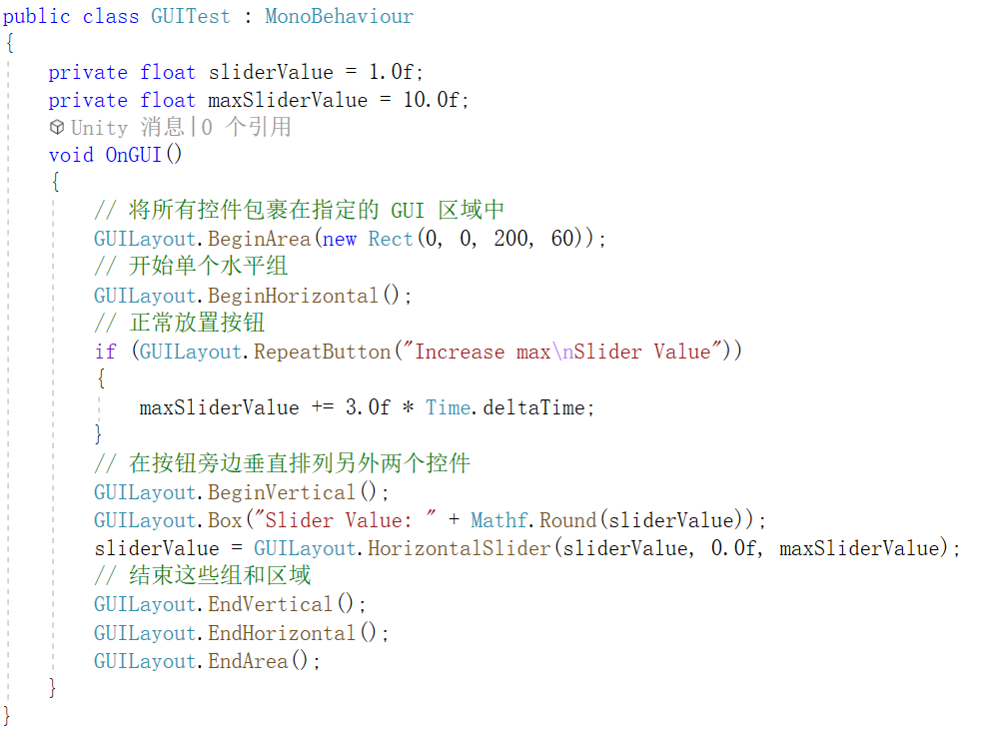 public class GUITest : MonoBehaviour
{
    private float sliderValue = 1.0f;
    private float maxSliderValue = 10.0f;
    Unity 消息|0 个引用
    void OnGUI()
    {
        // 将所有控件包裹在指定的 GUI 区域中
        GUILayout.BeginArea(new Rect(0, 0, 200, 60));
        // 开始单个水平组
        GUILayout.BeginHorizontal();
        // 正常放置按钮
        if (GUILayout.RepeatButton("Increase max\nSlider Value"))
        {
            maxSliderValue += 3.0f * Time.deltaTime;
        }
        // 在按钮旁边垂直排列另外两个控件
        GUILayout.BeginVertical();
        GUILayout.Box("Slider Value: " + Mathf.Round(sliderValue));
        sliderValue = GUILayout.HorizontalSlider(sliderValue, 0.0f, maxSliderValue);
        // 结束这些组和区域
        GUILayout.EndVertical();
        GUILayout.EndHorizontal();
        GUILayout.EndArea();
    }
}